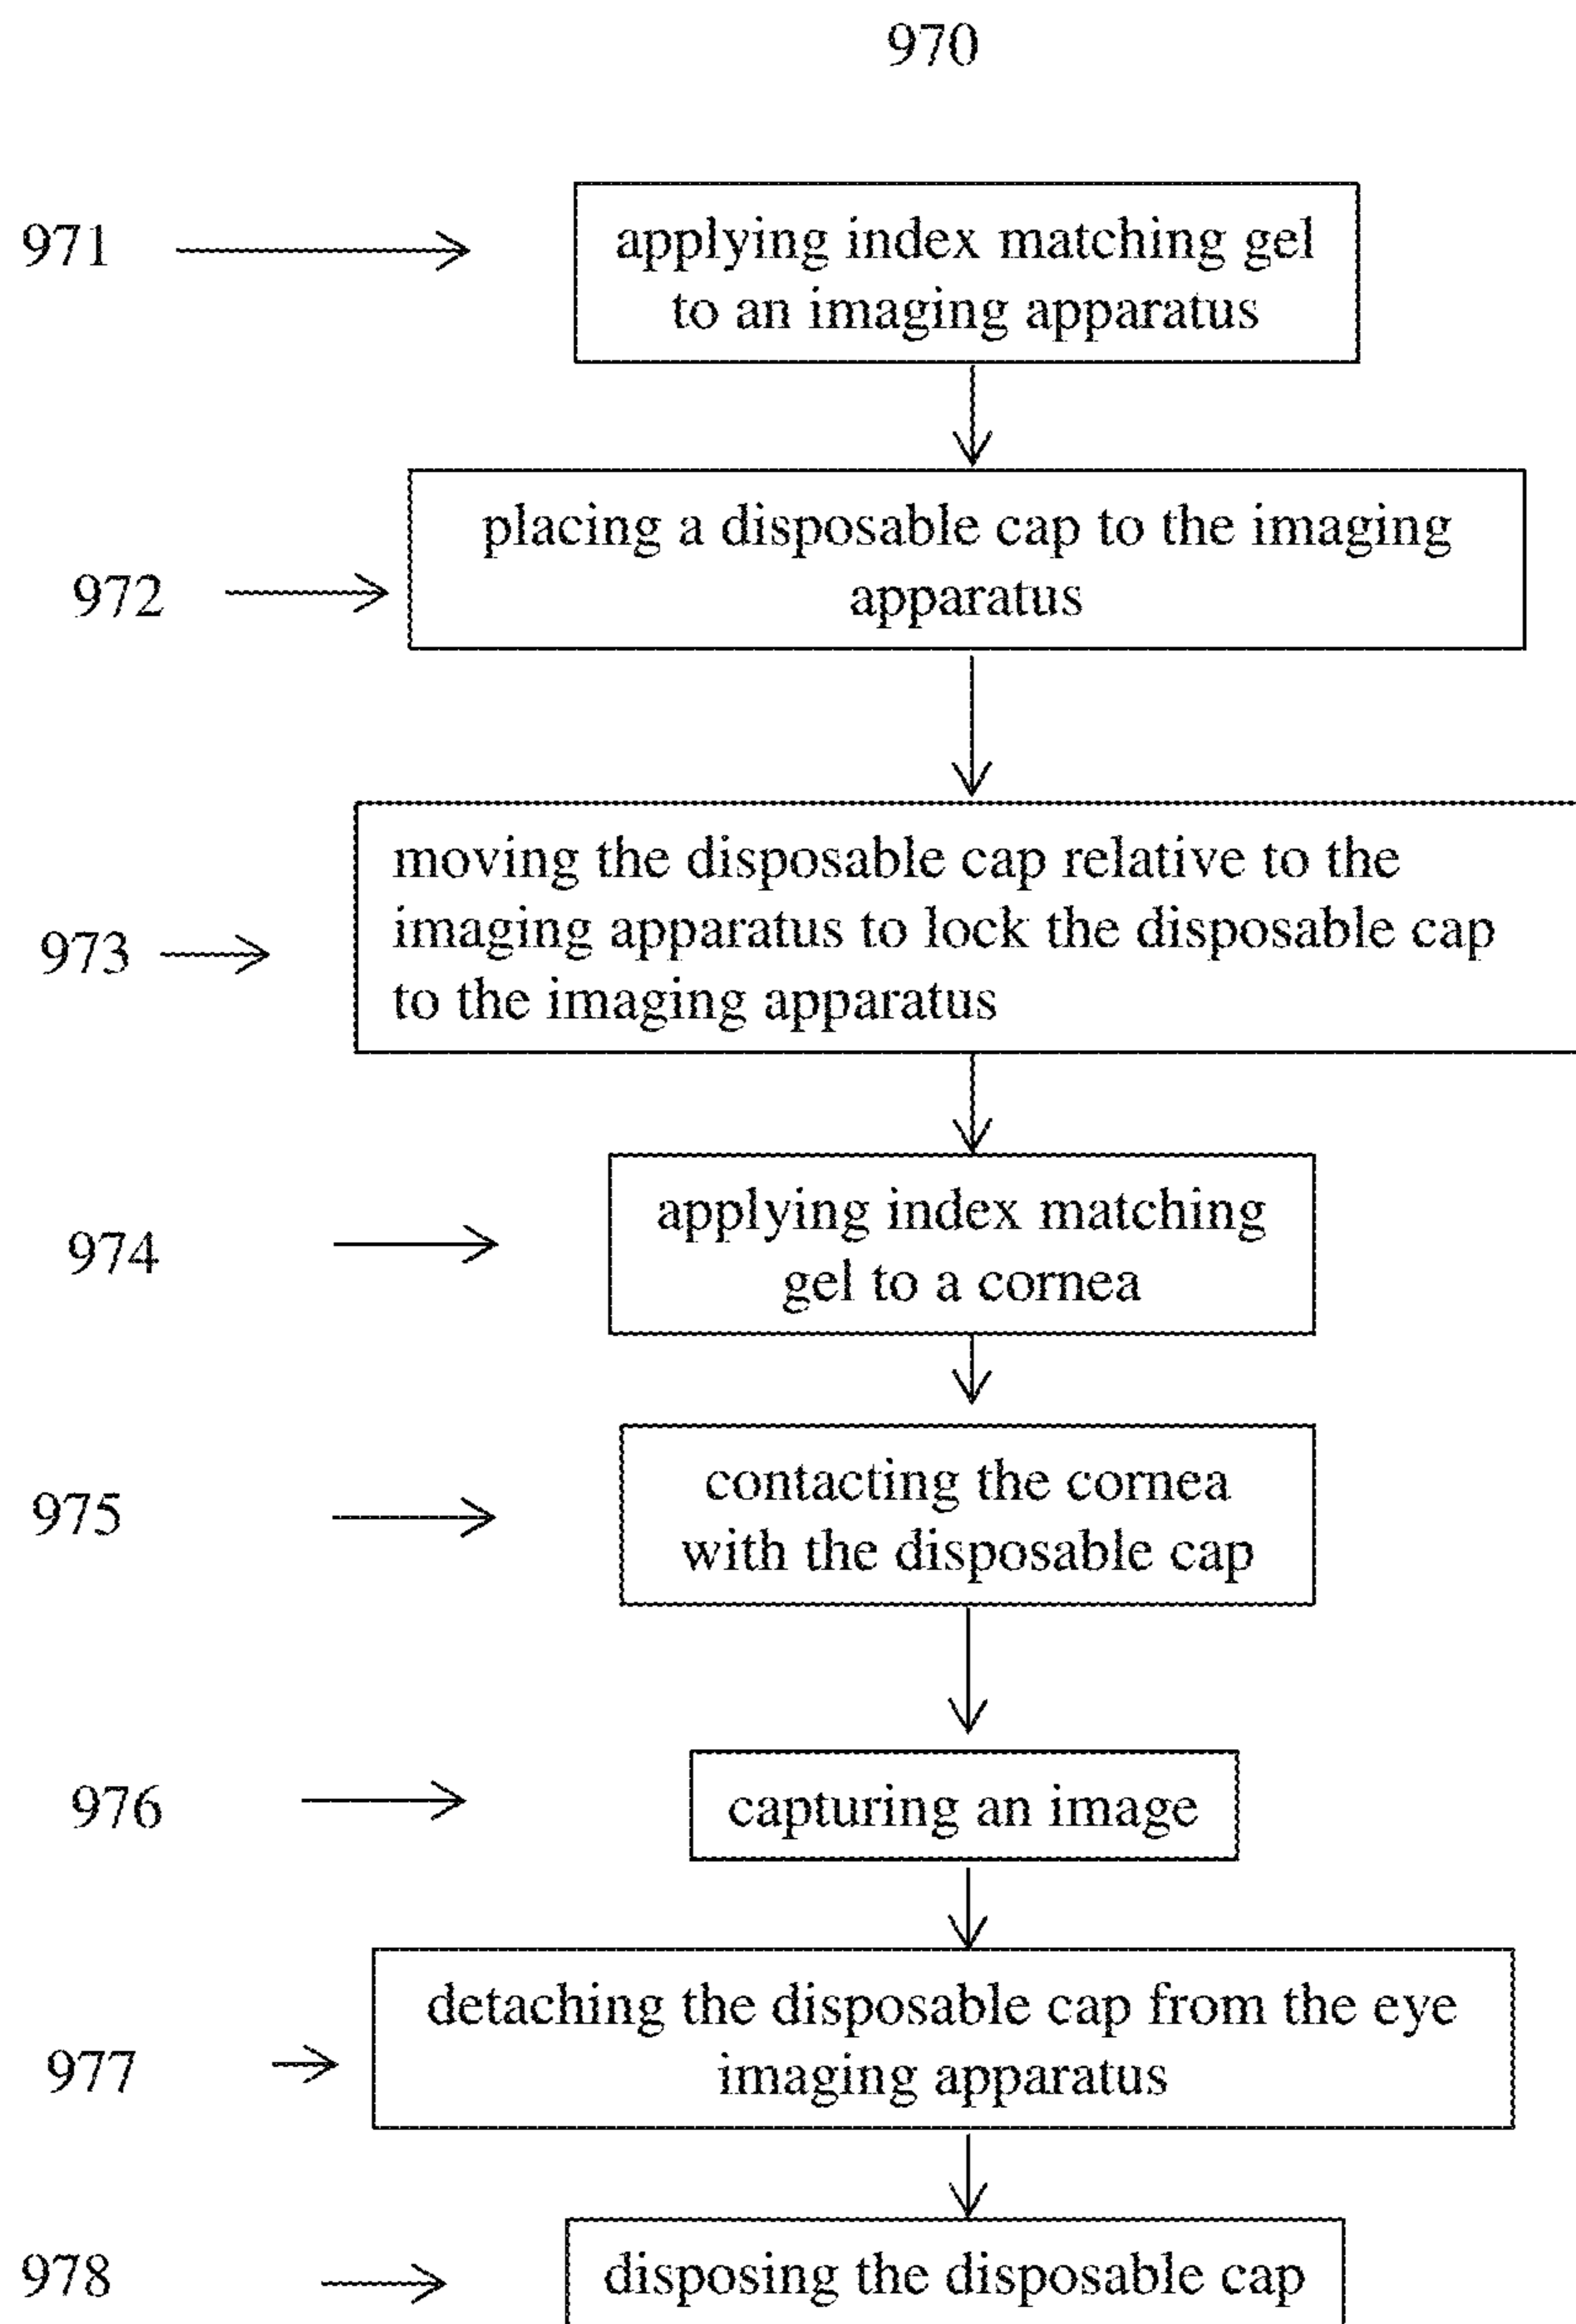 970
971
applying index matching gel
to an imaging apparatus
972
placing a disposable cap to the imaging
apparatus
973
moving the disposable cap relative to the
imaging apparatus to lock the disposable cap
to the imaging apparatus
974
applying index matching
gel to a cornea
975
contacting the cornea
with the disposable cap
976
capturing an image
977
detaching the disposable cap from the eye
imaging apparatus
978
disposing the disposable cap